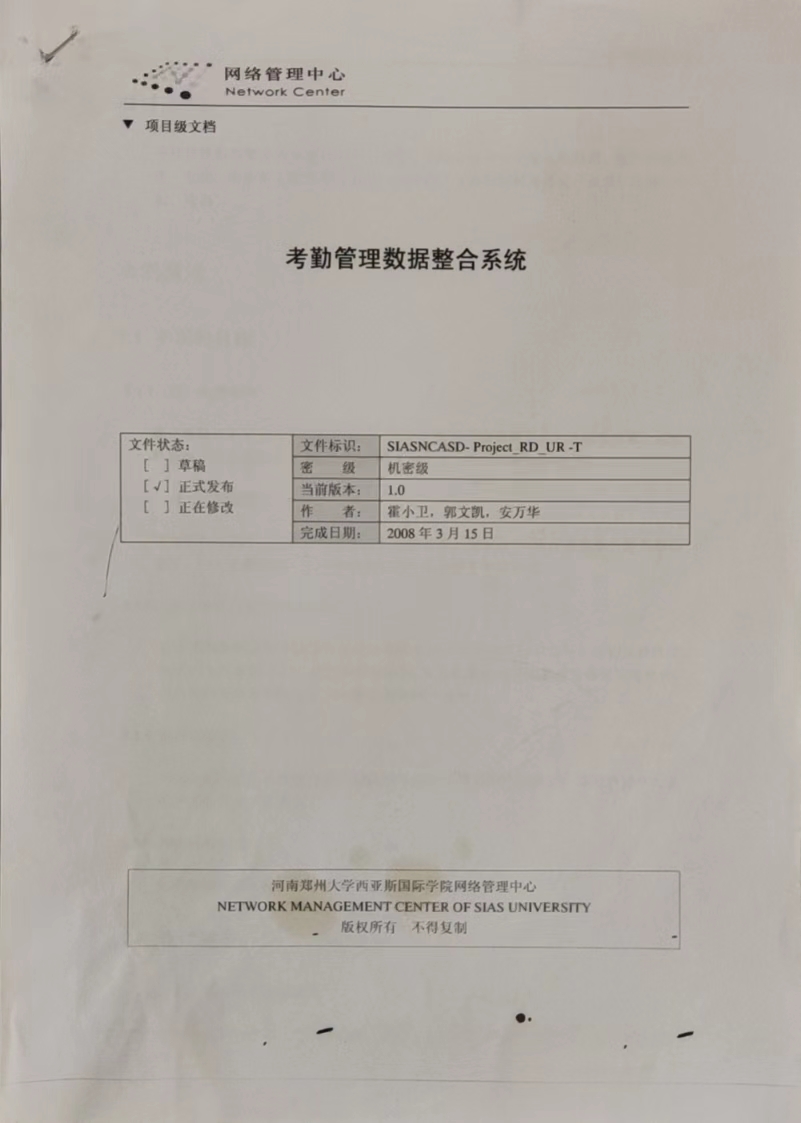 网络管理中心
Network Center
▼ 项目级文档
考勤管理数据整合系统
文件状态：
[ ] 草稿
[√] 正式发布
[ ] 正在修改
文件标识： SIASNCASD- Project_RD_UR -T
密 级 机密级
当前版本： 1.0
作 者： 霍小卫，郭文凯，安万华
完成日期： 2008 年 3 月 15 日
河南郑州大学西亚斯国际学院网络管理中心
NETWORK MANAGEMENT CENTER OF SIAS UNIVERSITY
版权所有 不得复制